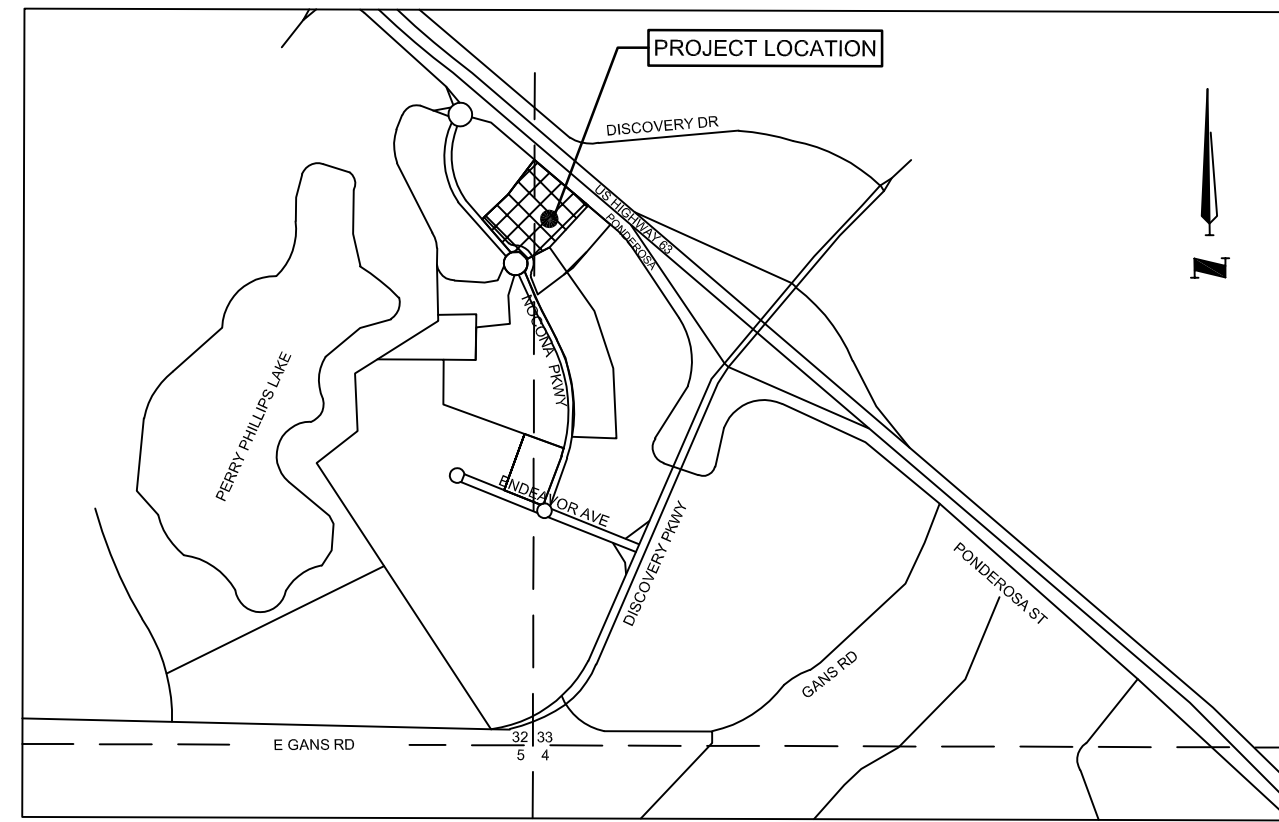 PROJECT LOCATION
DISCOVERY DR
US HIGHWAY 63
PONDEROSA
N
NOCONA PKWY
PERRY PHILLIPS LAKE
ENDEAVOR AVE
DISCOVERY PKWY
PONDEROSA ST
GANS RD
E GANS RD
32 33
5 4